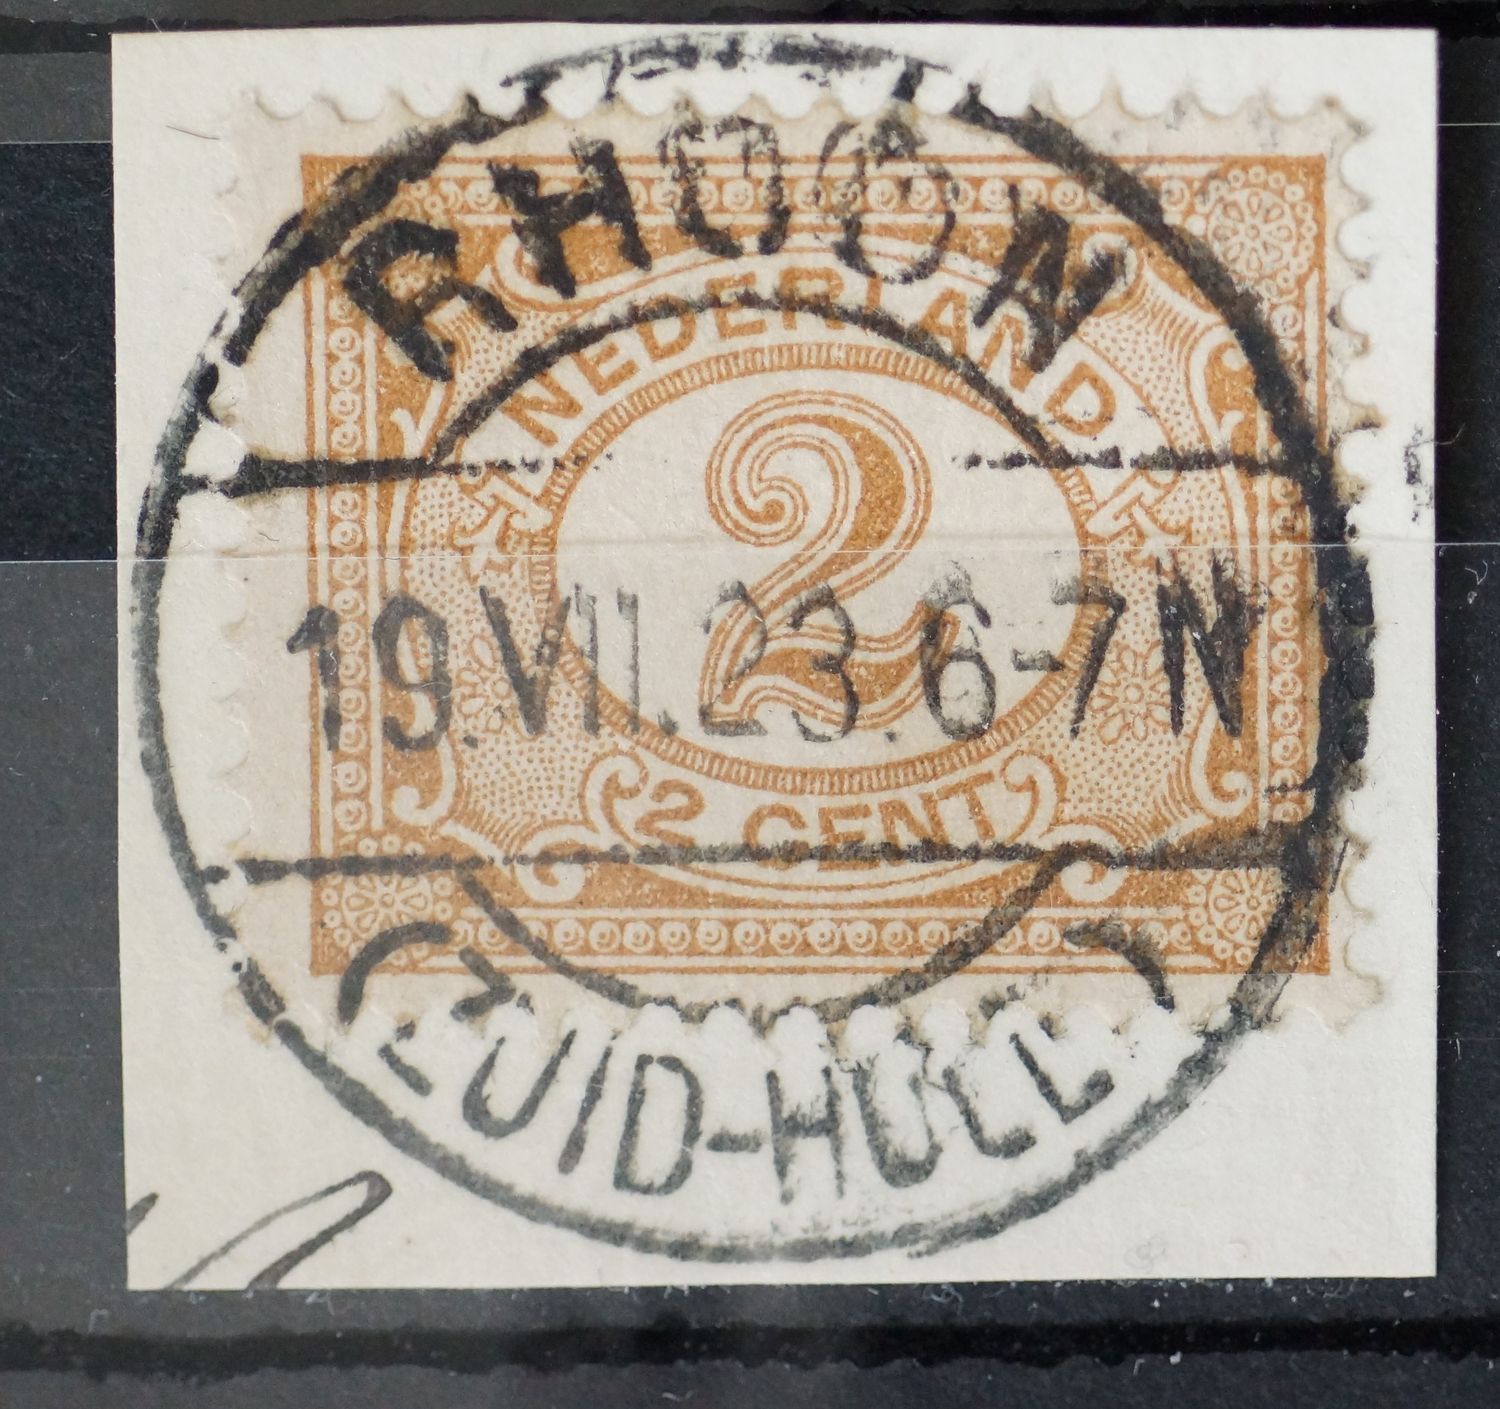 RHOON
NEDERLAND
2
19.VII.23.6-7N
2 CENT
(ZUID-HOLL)